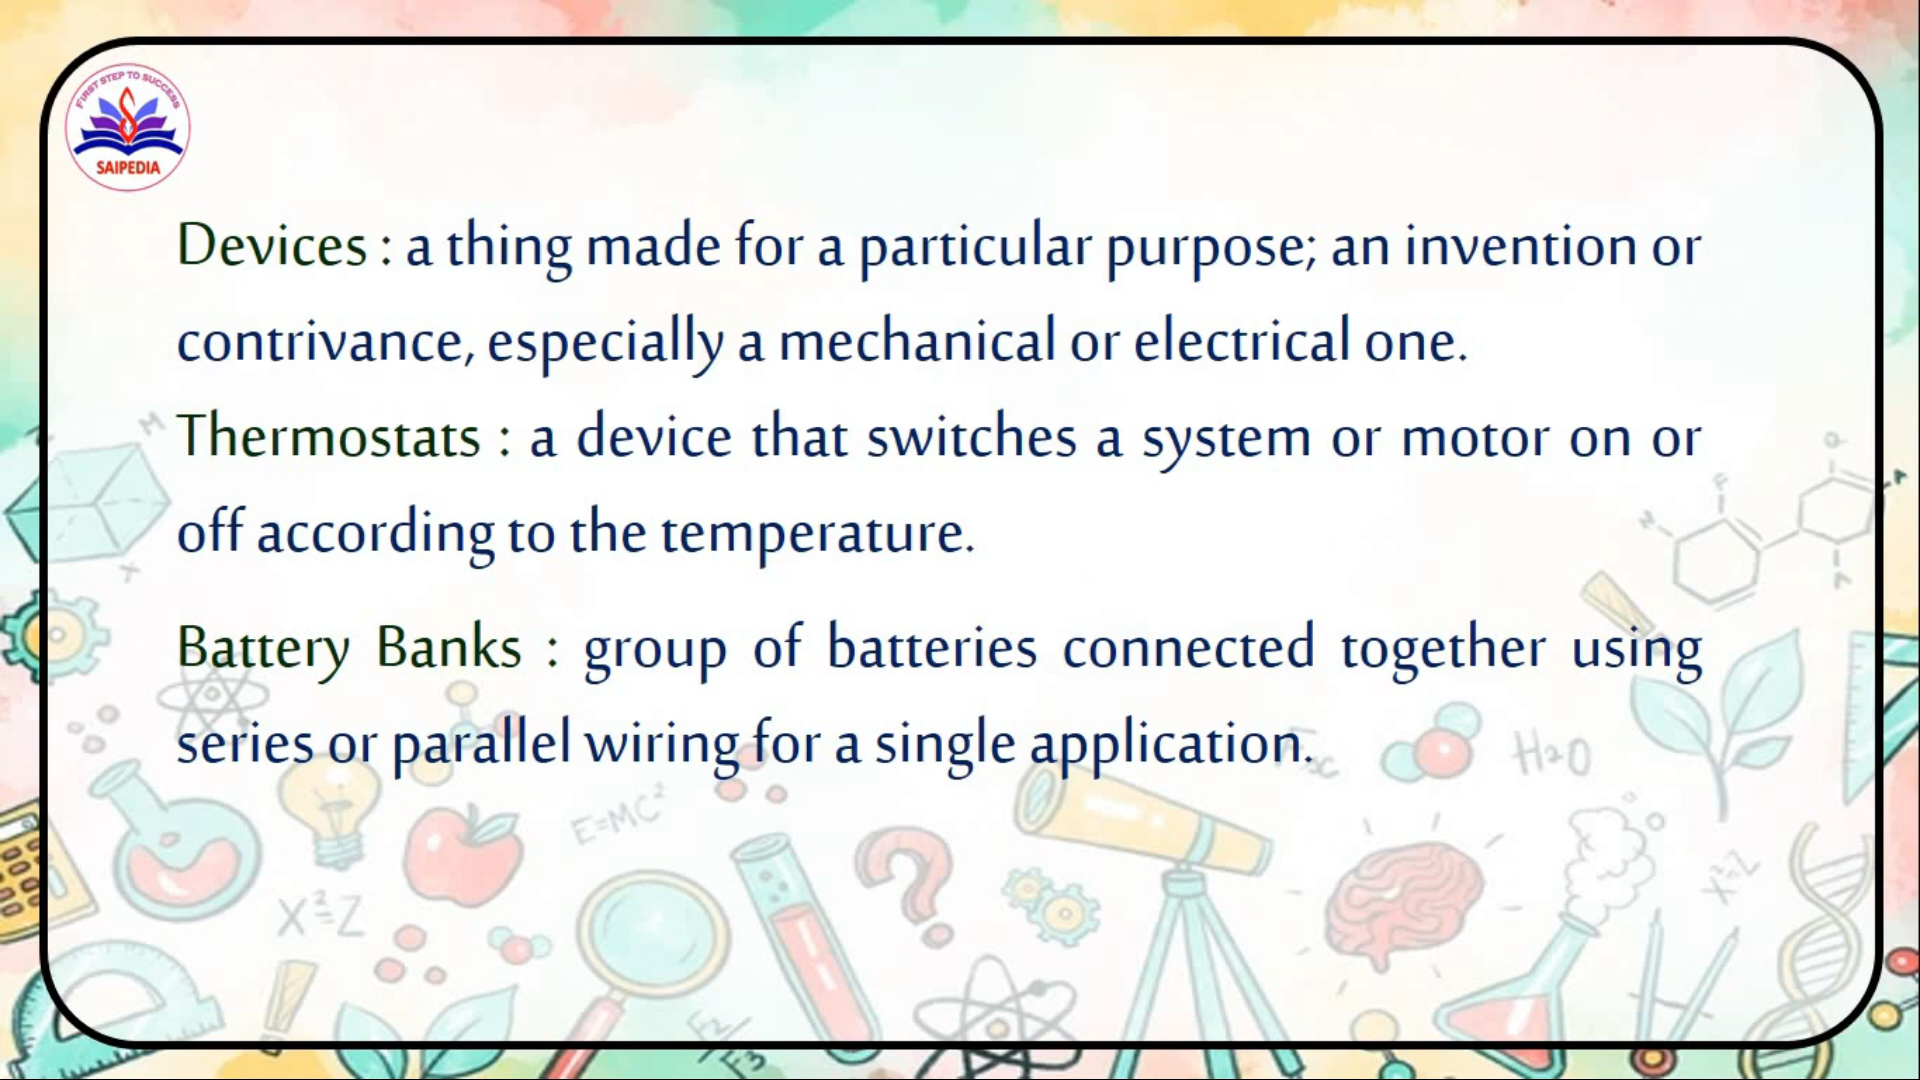 FIRST STEP TO SUCCESS
SAIPEDIA
Devices : a thing made for a particular purpose; an invention or
contrivance, especially a mechanical or electrical one.
Thermostats : a device that switches a system or motor on or
off according to the temperature.
Battery Banks : group of batteries connected together using
series or parallel wiring for a single application.
H2O
E=MC²